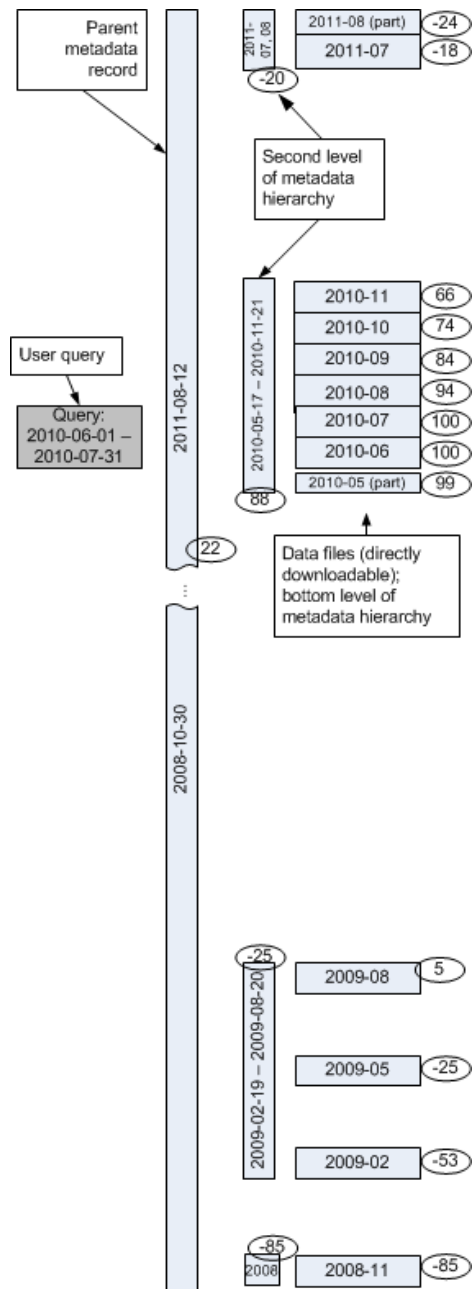 Parent
metadata
record
2011-
07, 08
2011-08 (part)
-24
2011-07
-18
-20
Second level
of metadata
hierarchy
2010-05-17 – 2010-11-21
2010-11
66
2010-10
74
2010-09
84
2010-08
94
2010-07
100
2010-06
100
2010-05 (part)
99
88
User query
Query:
2010-06-01 –
2010-07-31
2011-08-12
22
Data files (directly
downloadable);
bottom level of
metadata hierarchy
...
2008-10-30
-25
2009-02-19 – 2009-08-20
2009-08
5
2009-05
-25
2009-02
-53
-85
2008
2008-11
-85